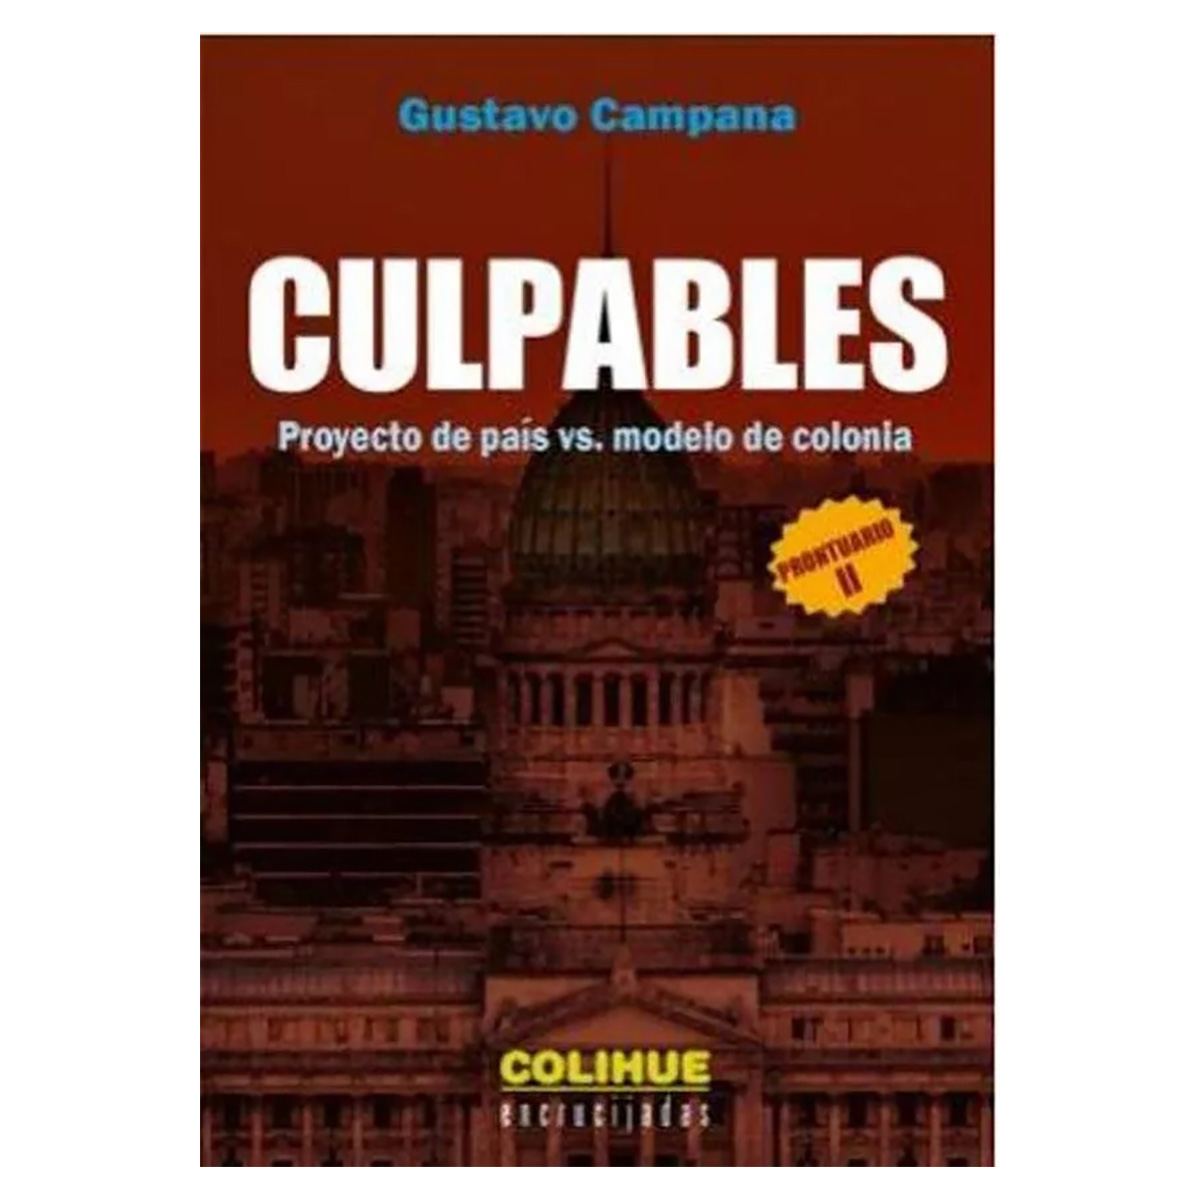 Gustavo Campana
CULPABLES
Proyecto de país vs. modelo de colonia
PRONTUARIO
II
COLIHUE
encrucijadas